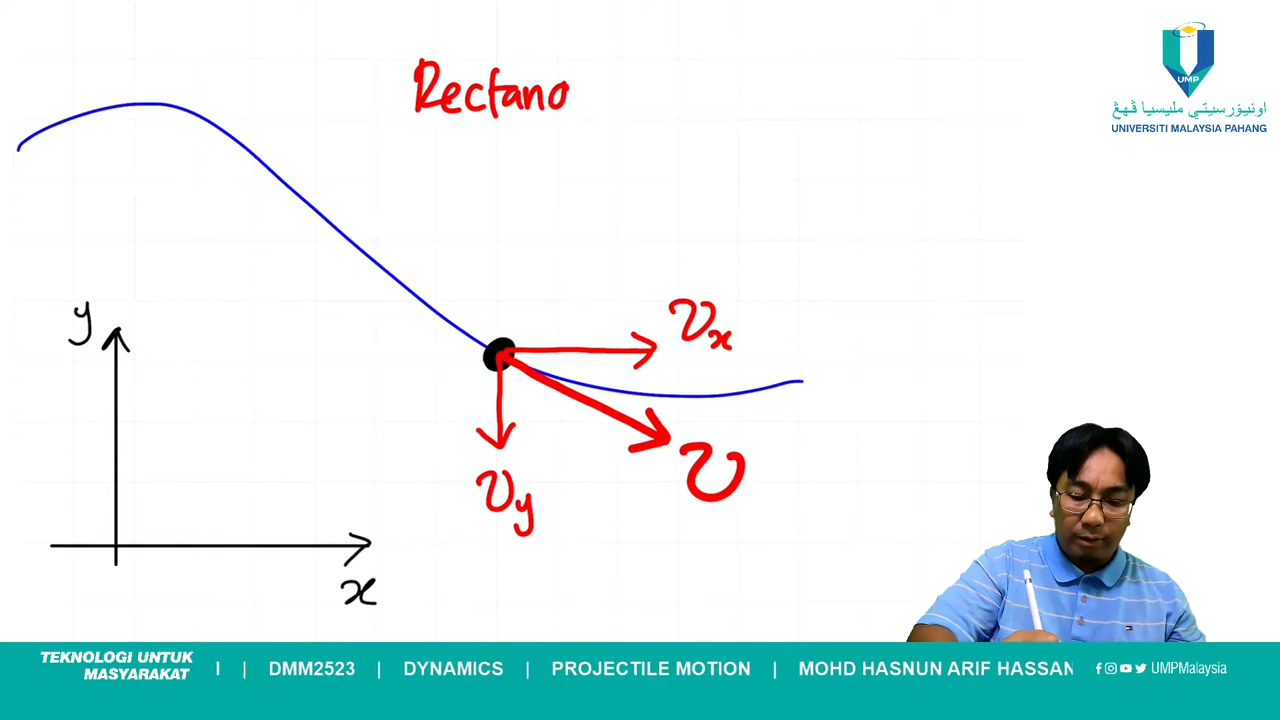 Rectano
اونيۏرسيتي مليسيا ڤهڠ
UMP
UNIVERSITI MALAYSIA PAHANG
y
vx
v
vy
x
TEKNOLOGI UNTUK
MASYARAKAT
I | DMM2523 | DYNAMICS | PROJECTILE MOTION | MOHD HASNUN ARIF HASSAN
UMPMalaysia